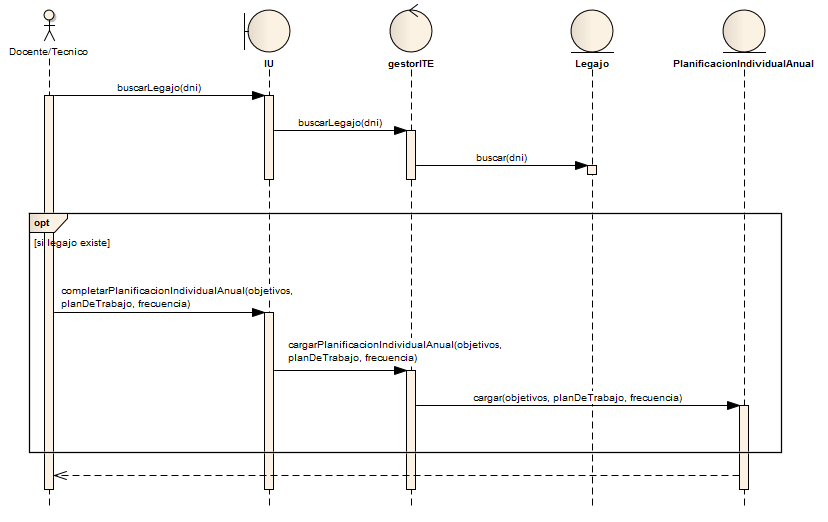 Docente/Tecnico
IU
gestorITE
Legajo
PlanificacionIndividualAnual
buscarLegajo(dni)
buscarLegajo(dni)
buscar(dni)
opt
[si legajo existe]
completarPlanificacionIndividualAnual(objetivos,
planDeTrabajo, frecuencia)
cargarPlanificacionIndividualAnual(objetivos,
planDeTrabajo, frecuencia)
cargar(objetivos, planDeTrabajo, frecuencia)